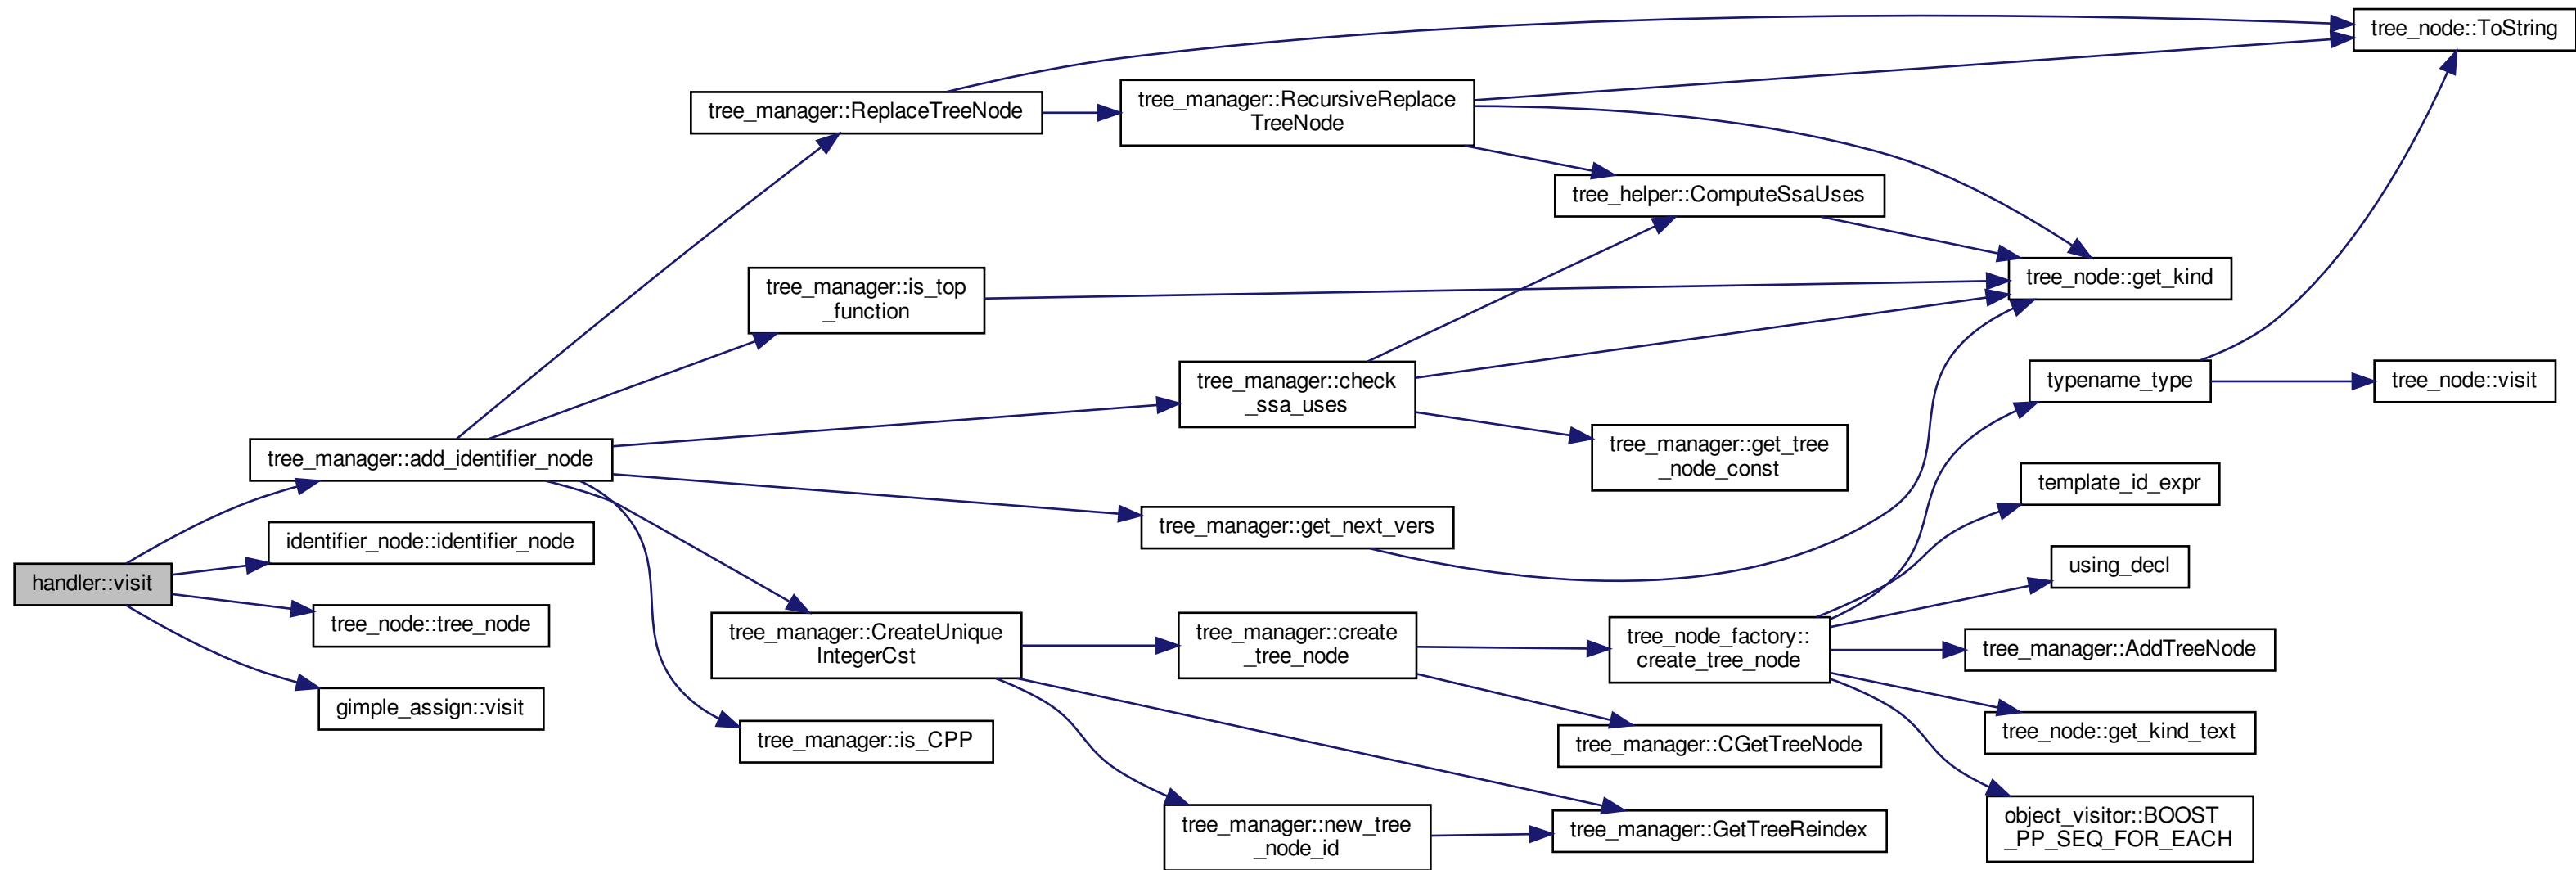 tree_node::ToString
tree_manager::ReplaceTreeNode
tree_manager::RecursiveReplace
TreeNode
tree_helper::ComputeSsaUses
tree_manager::is_top
_function
tree_node::get_kind
tree_manager::check
_ssa_uses
typename_type
tree_node::visit
tree_manager::add_identifier_node
tree_manager::get_tree
_node_const
template_id_expr
tree_manager::get_next_vers
identifier_node::identifier_node
using_decl
handler::visit
tree_node::tree_node
tree_manager::CreateUnique
IntegerCst
tree_manager::create
_tree_node
tree_node_factory::
create_tree_node
tree_manager::AddTreeNode
gimple_assign::visit
tree_manager::is_CPP
tree_manager::CGetTreeNode
tree_node::get_kind_text
tree_manager::new_tree
_node_id
tree_manager::GetTreeReindex
object_visitor::BOOST
_PP_SEQ_FOR_EACH